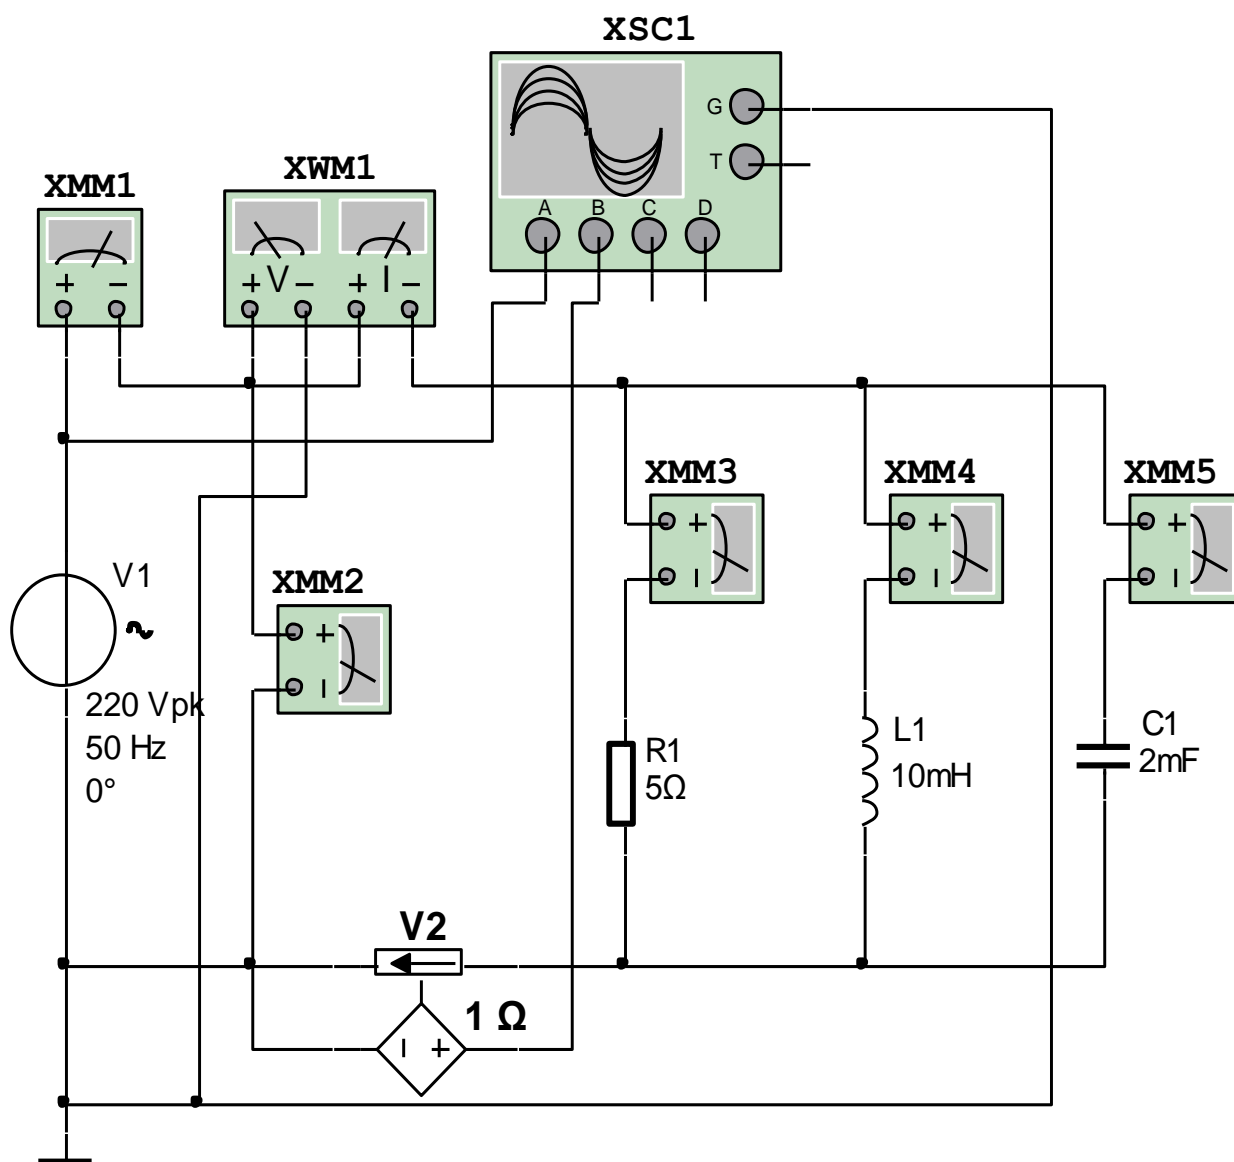 XSC1
G
T
A B C D
XMM1
+ −
XWM1
+ V − + I −
XMM3
+
−
XMM4
+
−
XMM5
+
−
V1
220 Vpk
50 Hz
0°
XMM2
+
−
R1
5Ω
L1
10mH
C1
2mF
V2
1 Ω
− +